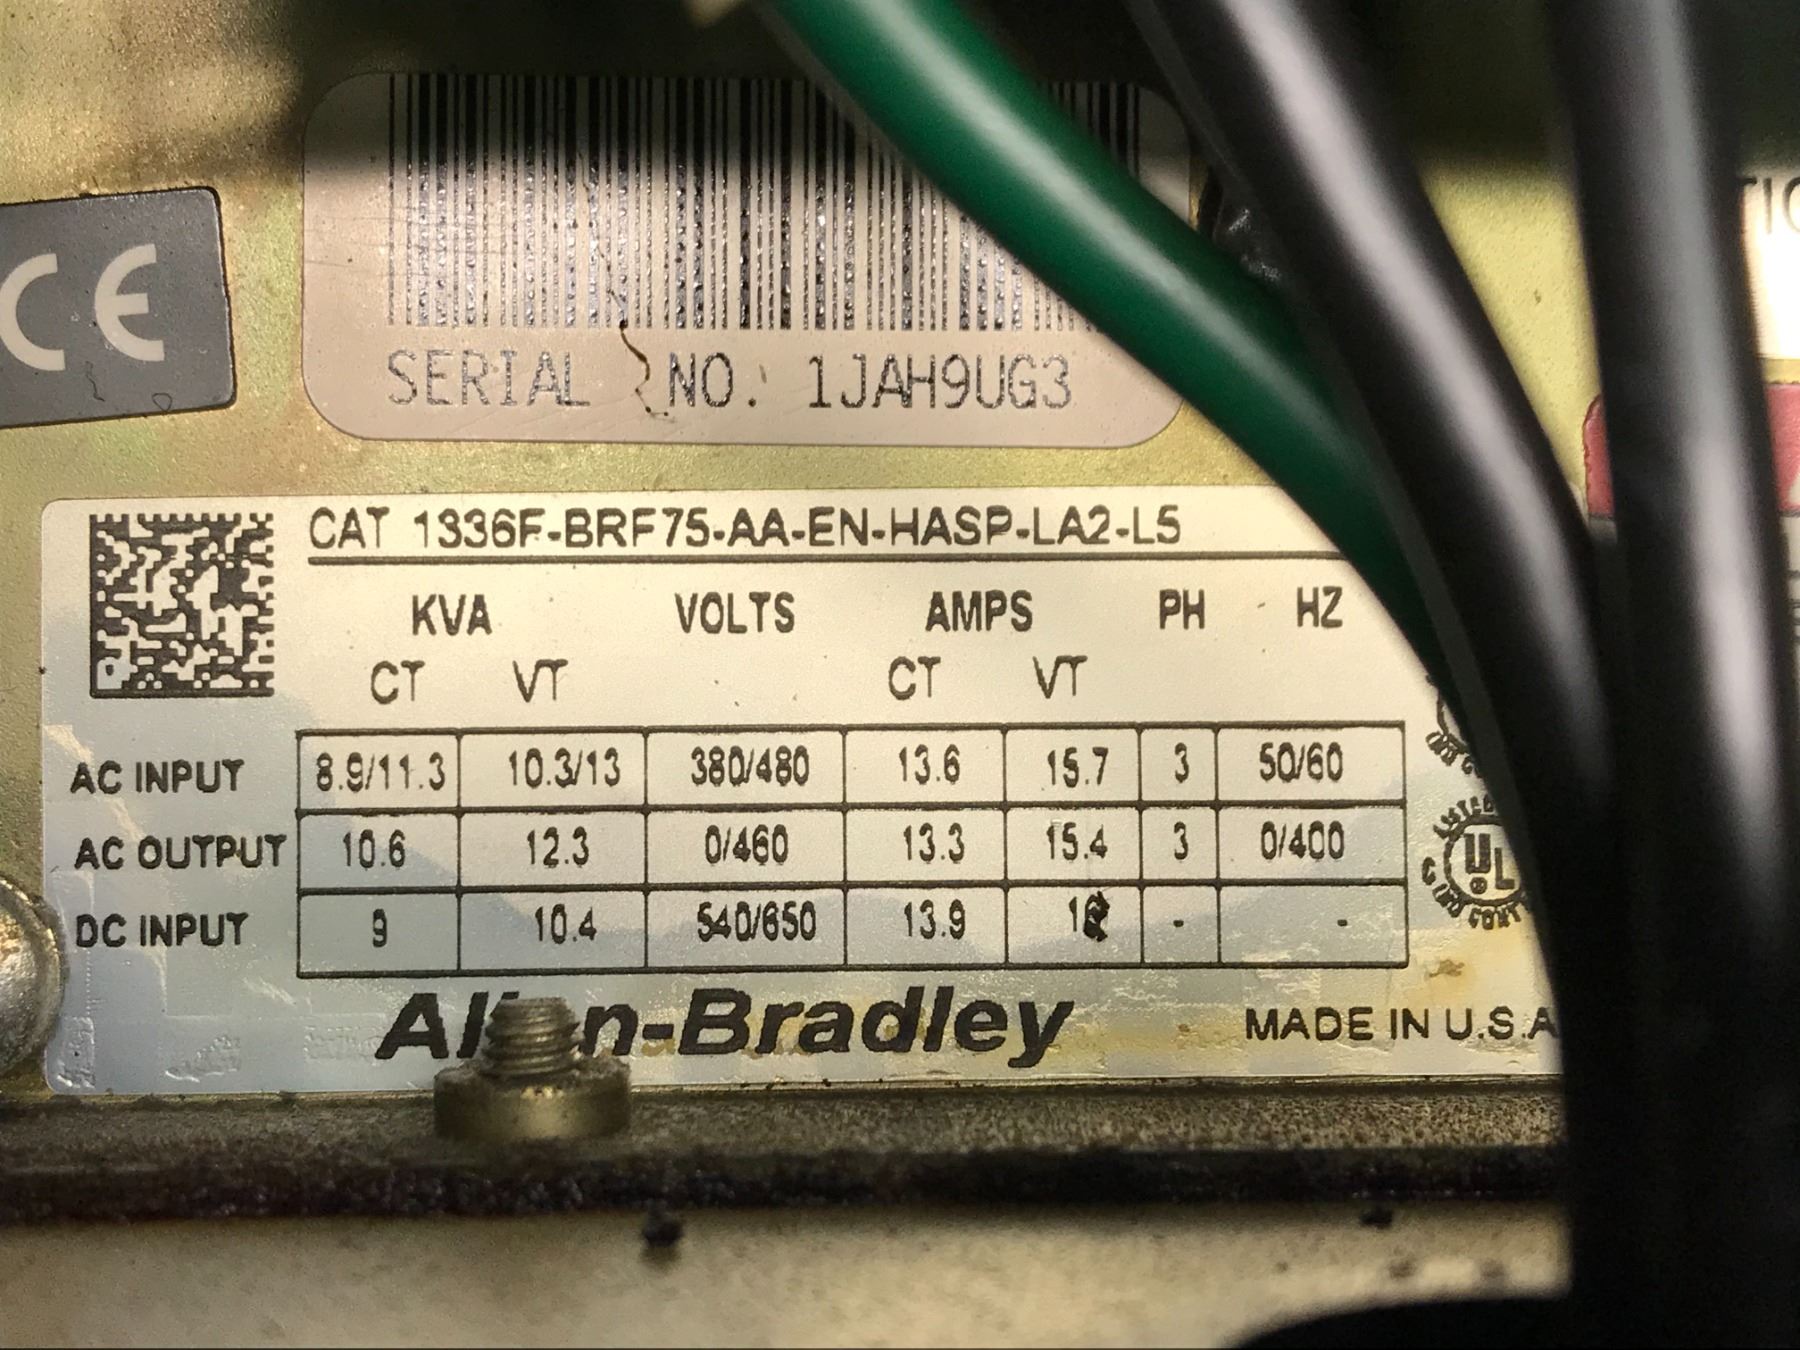 CE
SERIAL NO. 1JAH9UG3
CAT 1336F-BRF75-AA-EN-HASP-LA2-L5
KVA VOLTS AMPS PH HZ
CT VT CT VT
AC INPUT 8.9/11.3 10.3/13 380/480 13.6 15.7 3 50/60
AC OUTPUT 10.6 12.3 0/460 13.3 15.4 3 0/400
DC INPUT 9 10.4 540/650 13.9 - -
UL
Bradley
MADE IN U.S.A